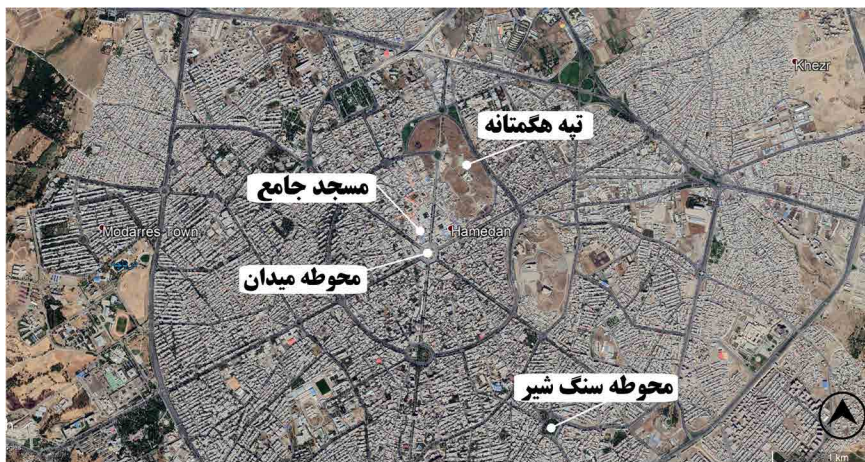 Khezr
تپه هگمتانه
مسجد جامع
Modarres Town
Hamedan
محوطه میدان
محوطه سنگ شیر
1 km